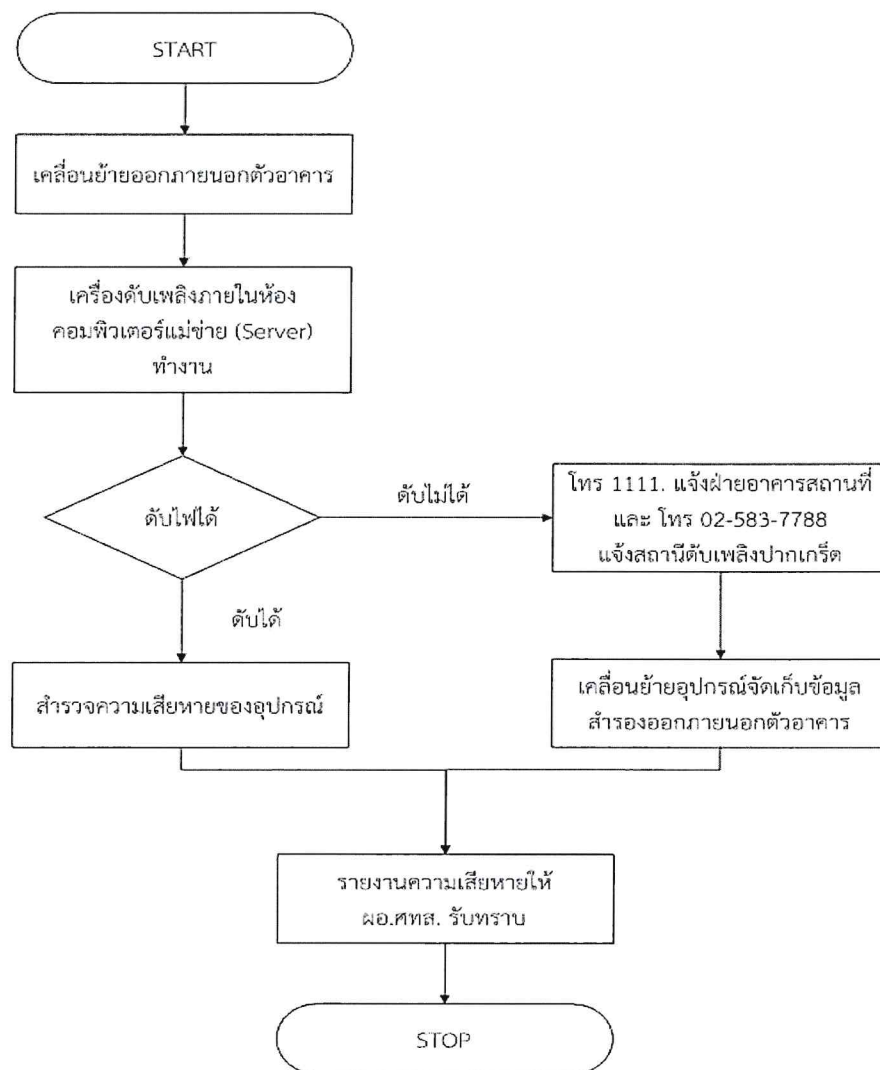 START
เคลื่อนย้ายออกภายนอกตัวอาคาร
เครื่องดับเพลิงภายในห้อง
คอมพิวเตอร์แม่ข่าย (Server)
ทำงาน
ดับไฟได้
ดับไม่ได้
โทร 1111. แจ้งฝ่ายอาคารสถานที่
และ โทร 02-583-7788
แจ้งสถานีดับเพลิงปากเกร็ด
ดับได้
สำรวจความเสียหายของอุปกรณ์
เคลื่อนย้ายอุปกรณ์จัดเก็บข้อมูล
สำรองออกภายนอกตัวอาคาร
รายงานความเสียหายให้
ผอ.ศทส. รับทราบ
STOP